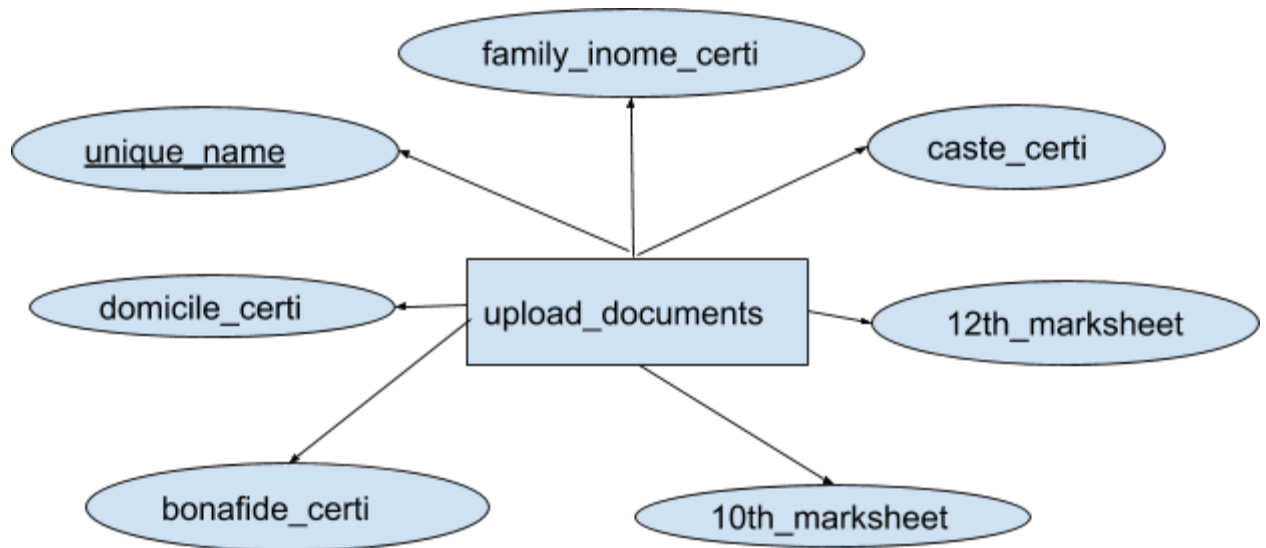 family_inome_certi
unique_name
caste_certi
domicile_certi
upload_documents
12th_marksheet
bonafide_certi
10th_marksheet